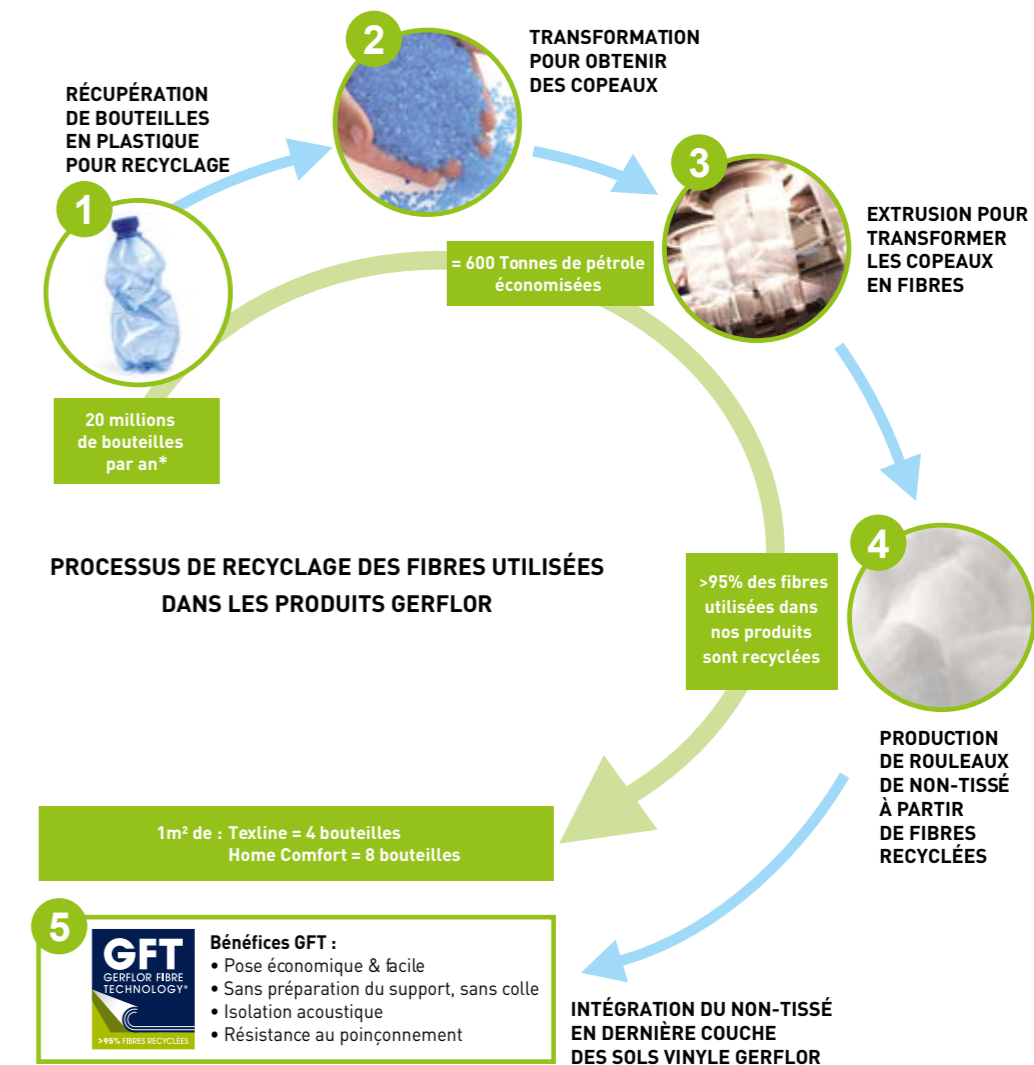 1
RÉCUPÉRATION
DE BOUTEILLES
EN PLASTIQUE
POUR RECYCLAGE
20 millions
de bouteilles
par an*
2
TRANSFORMATION
POUR OBTENIR
DES COPEAUX
= 600 Tonnes de pétrole
économisées
3
EXTRUSION POUR
TRANSFORMER
LES COPEAUX
EN FIBRES
PROCESSUS DE RECYCLAGE DES FIBRES UTILISÉES
DANS LES PRODUITS GERFLOR
>95% des fibres
utilisées dans
nos produits
sont recyclées
4
PRODUCTION
DE ROULEAUX
DE NON-TISSÉ
À PARTIR
DE FIBRES
RECYCLÉES
1m² de : Texline = 4 bouteilles
Home Comfort = 8 bouteilles
5
GFT
GERFLOR FIBRE
TECHNOLOGY®
>95% FIBRES RECYCLÉES
Bénéfices GFT :
• Pose économique & facile
• Sans préparation du support, sans colle
• Isolation acoustique
• Résistance au poinçonnement
INTÉGRATION DU NON-TISSÉ
EN DERNIÈRE COUCHE
DES SOLS VINYLE GERFLOR